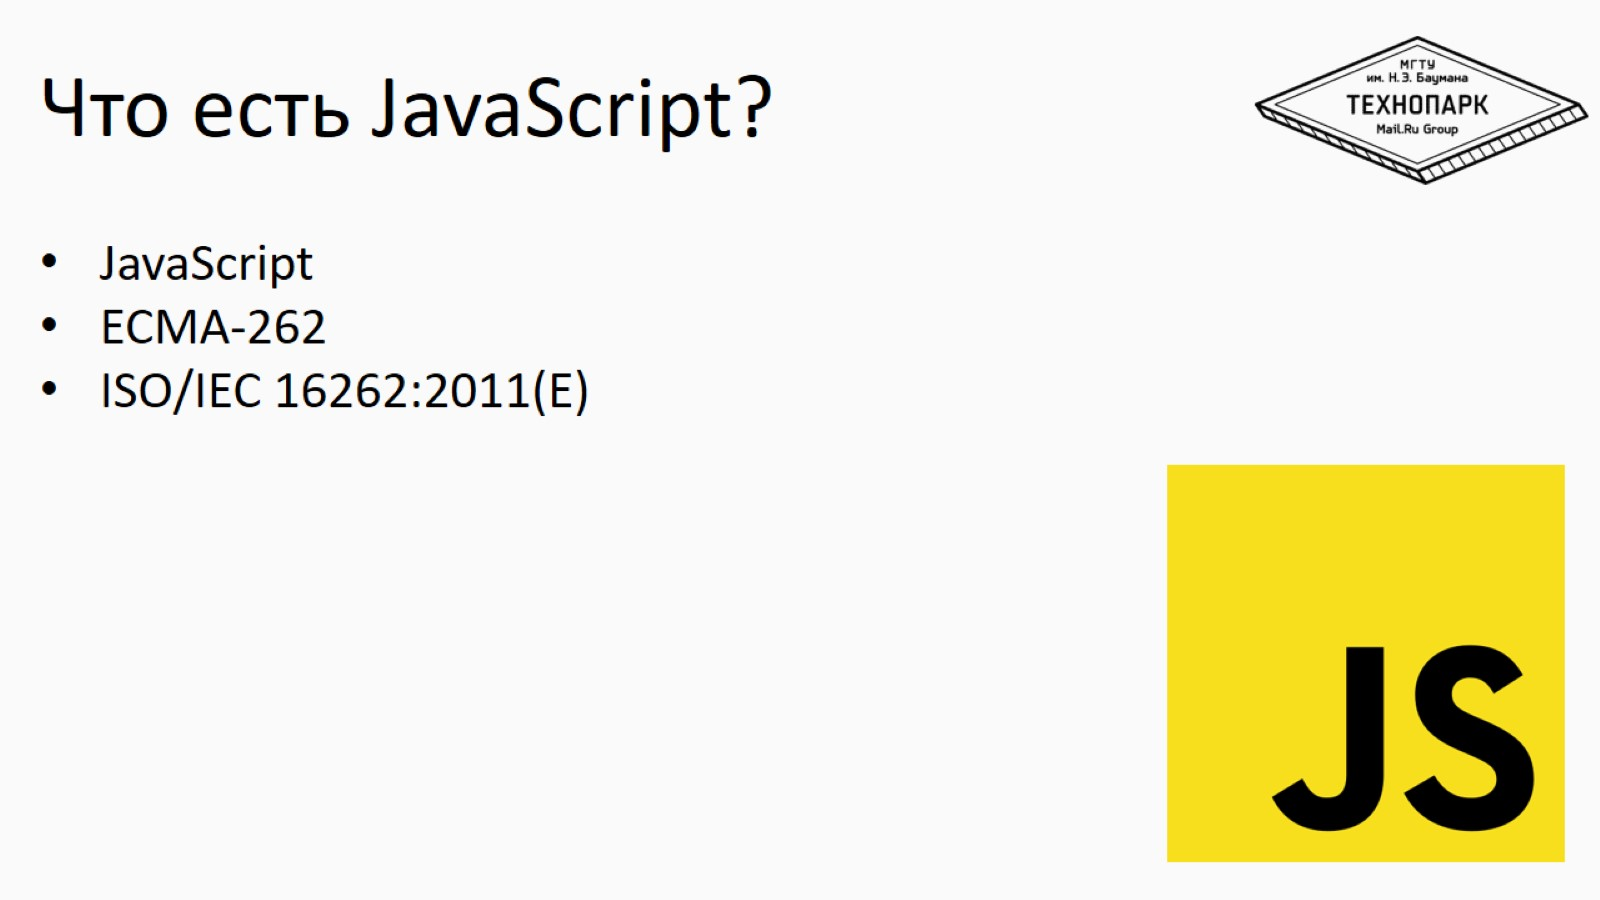 Что есть JavaScript?
МГТУ
им. Н.Э. Баумана
ТЕХНОПАРК
Mail.Ru Group
• JavaScript
• ECMA-262
• ISO/IEC 16262:2011(E)
JS